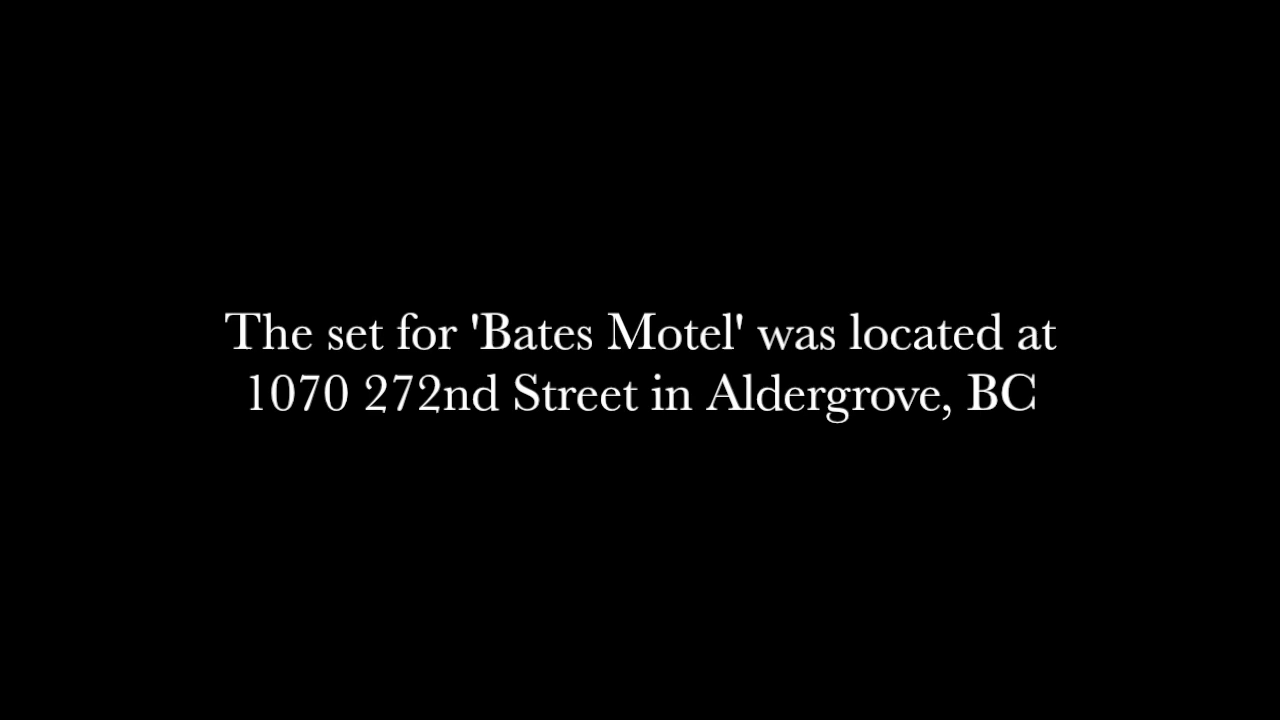 The set for 'Bates Motel' was located at
1070 272nd Street in Aldergrove, BC